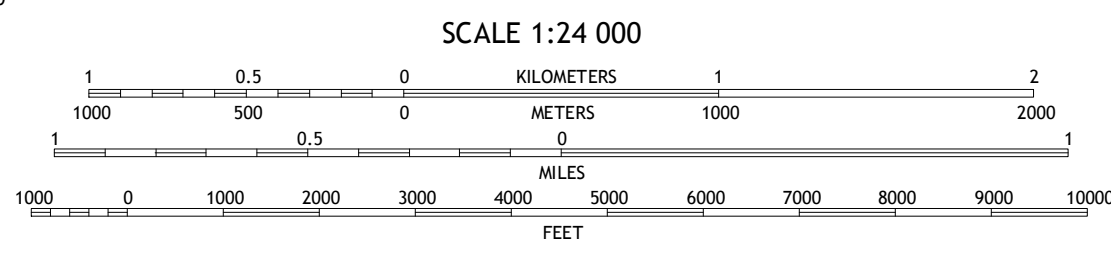 SCALE 1:24 000
1 0.5 0 KILOMETERS 1 2
1000 500 0 METERS 1000 2000
1 0.5 0 1
MILES
1000 0 1000 2000 3000 4000 5000 6000 7000 8000 9000 10000
FEET